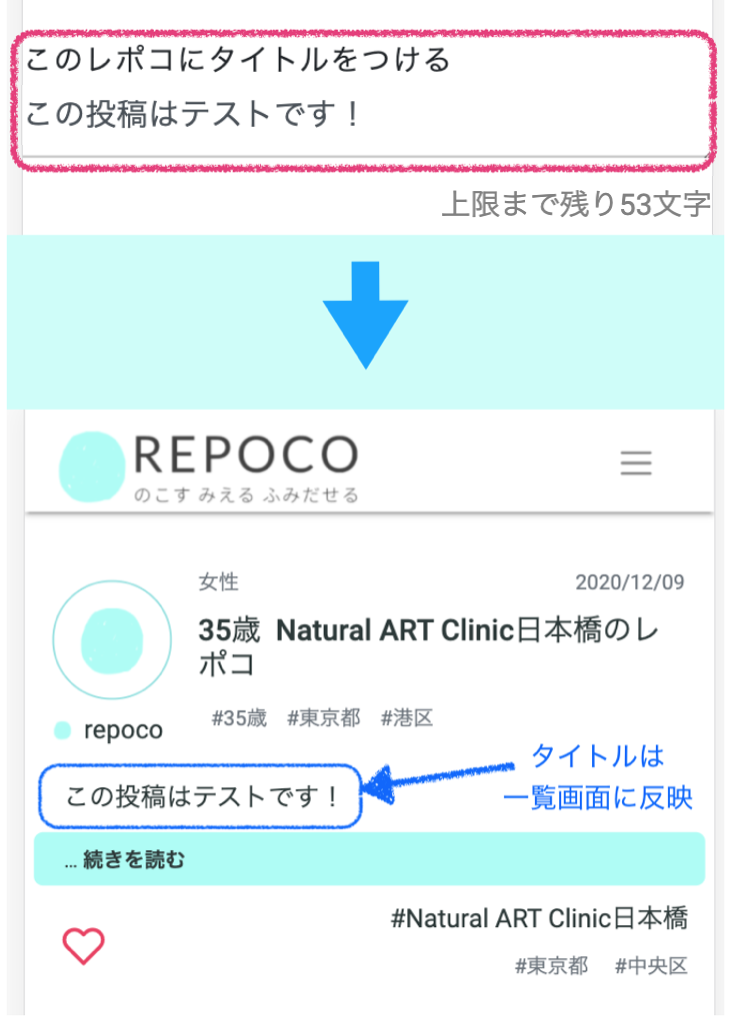 このレポコにタイトルをつける
この投稿はテストです！
上限まで残り53文字
REPOCO
のこす みえる ふみだせる
女性
2020/12/09
35歳 Natural ART Clinic日本橋のレ
ポコ
#35歳 #東京都 #港区
repoco
タイトルは
一覧画面に反映
この投稿はテストです！
... 続きを読む
#Natural ART Clinic日本橋
#東京都 #中央区